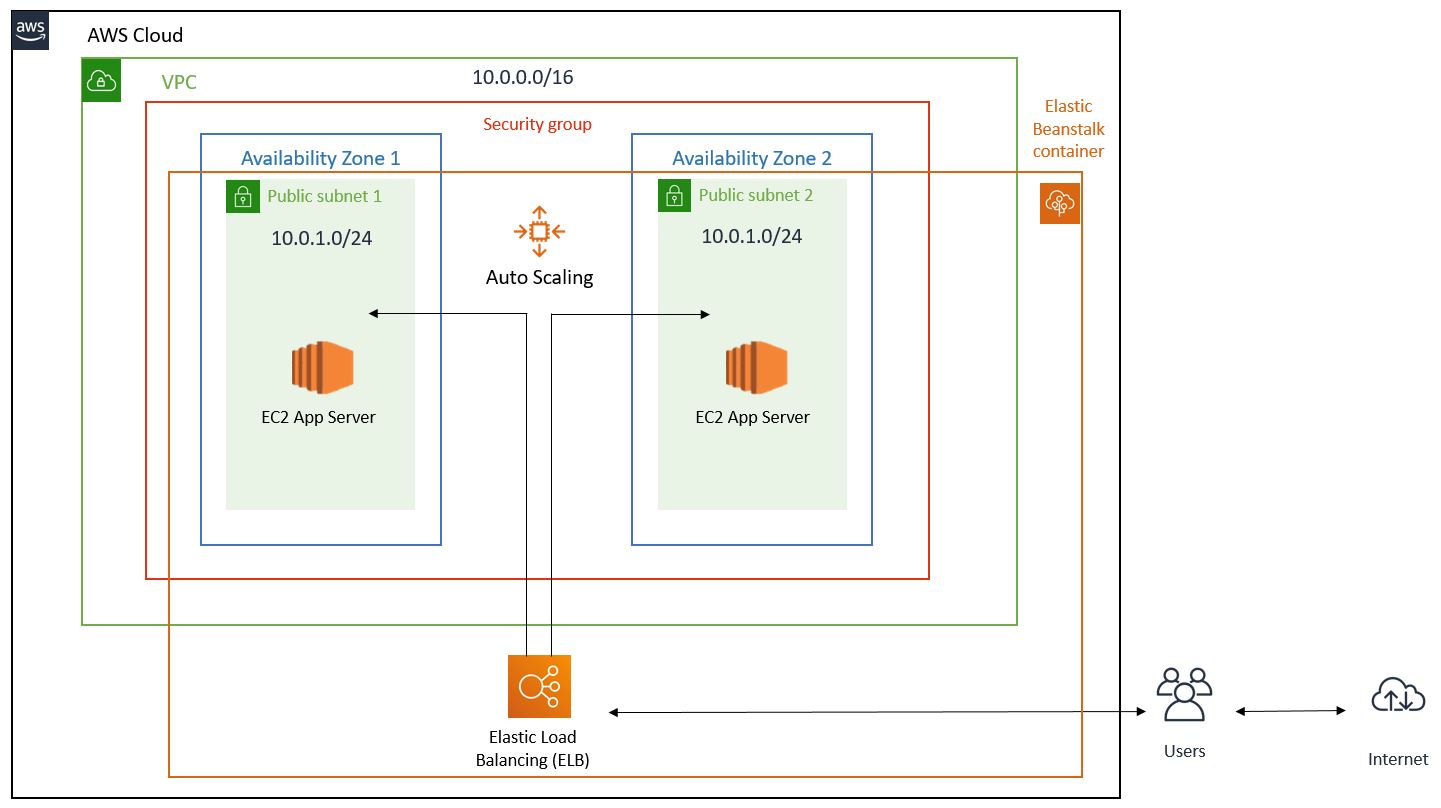 aws
AWS Cloud
VPC
10.0.0.0/16
Security group
Elastic
Beanstalk
container
Availability Zone 1
Availability Zone 2
Public subnet 1
10.0.1.0/24
Public subnet 2
10.0.1.0/24
Auto Scaling
EC2 App Server
EC2 App Server
Elastic Load
Balancing (ELB)
Users
Internet